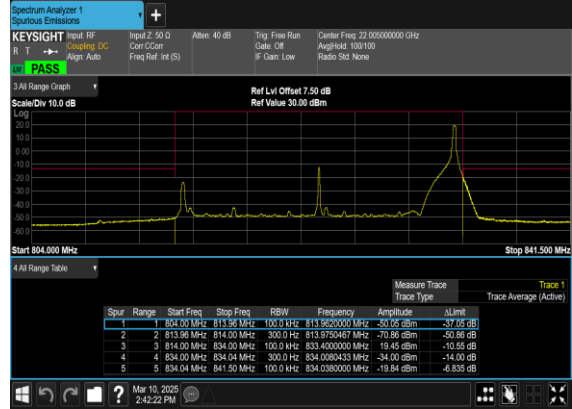 Spectrum Analyzer 1
Spurious Emissions
+
KEYSIGHT Input: RF Input Z: 50 Ω Atten: 40 dB Trig: Free Run Center Freq: 22.005000000 GHz
R T Coupling: DC Corr CCorr Gate: Off Avg|Hold: 100/100
Align: Auto Freq Ref: Int (S) IF Gain: Low Radio Std: None
PASS
3 All Range Graph
Ref Lvl Offset 7.50 dB
Scale/Div 10.0 dB Ref Value 30.00 dBm
Log
20.0
10.0
0.00
-10.0
-20.0
-30.0
-40.0
-50.0
-60.0
Start 804.000 MHz Stop 841.500 MHz
4 All Range Table
Measure Trace Trace 1
Trace Type Trace Average (Active)
Spur Range Start Freq Stop Freq RBW Frequency Amplitude ΔLimit
1 1 804.00 MHz 813.96 MHz 100.0 kHz 813.9620000 MHz -50.05 dBm -37.05 dB
2 2 813.96 MHz 814.00 MHz 300.0 Hz 813.9750467 MHz -70.86 dBm -50.86 dB
3 3 814.00 MHz 834.00 MHz 100.0 kHz 833.4000000 MHz 19.45 dBm -10.55 dB
4 4 834.00 MHz 834.04 MHz 300.0 Hz 834.0080433 MHz -34.00 dBm -14.00 dB
5 5 834.04 MHz 841.50 MHz 100.0 kHz 834.0380000 MHz -19.84 dBm -6.835 dB
? Mar 10, 2025
2:42:22 PM